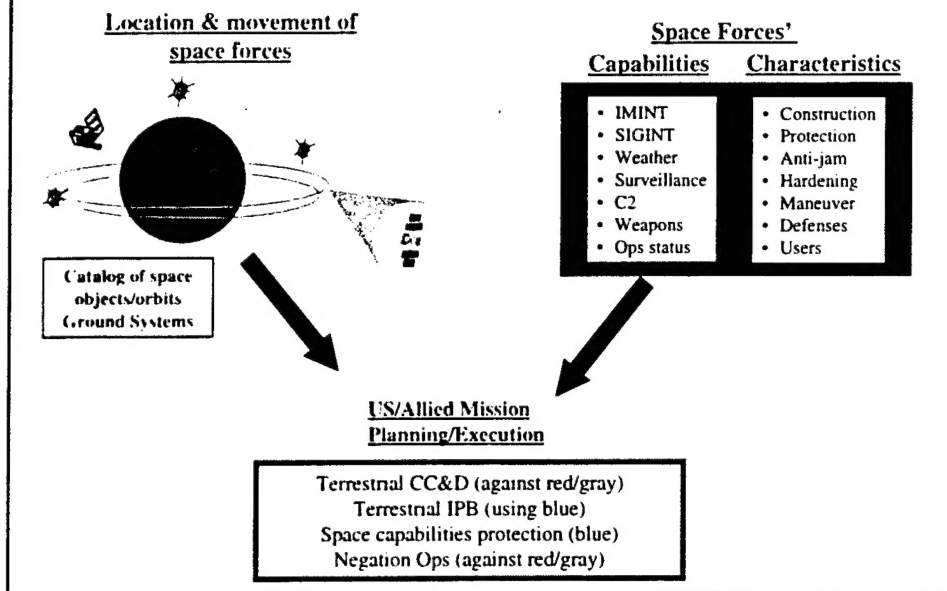 Location & movement of
space forces
Space Forces'
Capabilities Characteristics
• IMINT
• SIGINT
• Weather
• Surveillance
• C2
• Weapons
• Ops status
• Construction
• Protection
• Anti-jam
• Hardening
• Maneuver
• Defenses
• Users
Catalog of space
objects/orbits
Ground Systems
US/Allied Mission
Planning/Execution
Terrestrial CC&D (against red/gray)
Terrestrial IPB (using blue)
Space capabilities protection (blue)
Negation Ops (against red/gray)